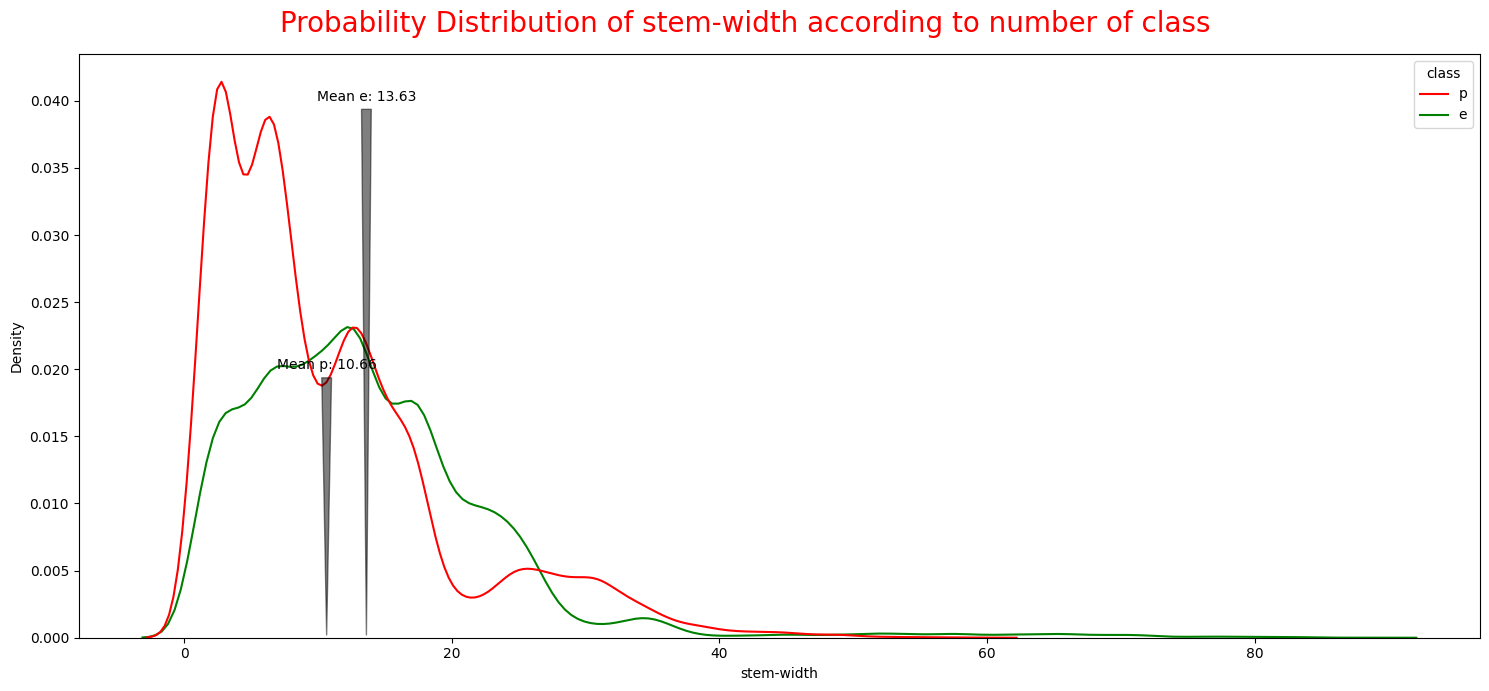 Probability Distribution of stem-width according to number of class
class
p
e
Mean e: 13.63
Mean p: 10.66
Density
0.040
0.035
0.030
0.025
0.020
0.015
0.010
0.005
0.000
0
20
40
60
80
stem-width